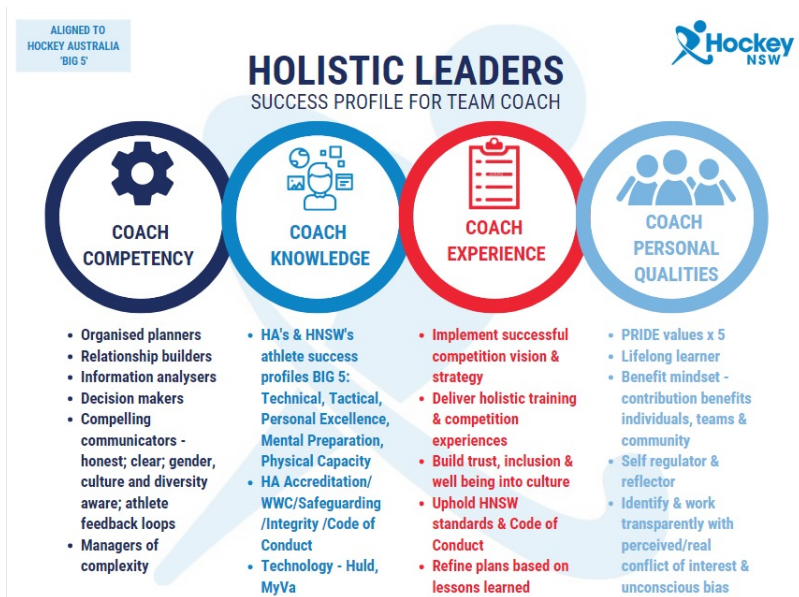 ALIGNED TO
HOCKEY AUSTRALIA
'BIG 5'
Hockey
NSW
HOLISTIC LEADERS
SUCCESS PROFILE FOR TEAM COACH
COACH
COMPETENCY
COACH
KNOWLEDGE
COACH
EXPERIENCE
COACH
PERSONAL
QUALITIES
• Organised planners
• Relationship builders
• Information analysers
• Decision makers
• Compelling
communicators -
honest; clear; gender,
culture and diversity
aware; athlete
feedback loops
• Managers of
complexity
• HA's & HNSW's
athlete success
profiles BIG 5:
Technical, Tactical,
Personal Excellence,
Mental Preparation,
Physical Capacity
• HA Accreditation/
WWC/Safeguarding
/Integrity /Code of
Conduct
• Technology - Huld,
MyVa
• Implement successful
competition vision &
strategy
• Deliver holistic training
& competition
experiences
• Build trust, inclusion &
well being into culture
• Uphold HNSW
standards & Code of
Conduct
• Refine plans based on
lessons learned
• PRIDE values x 5
• Lifelong learner
• Benefit mindset -
contribution benefits
individuals, teams &
community
• Self regulator &
reflector
• Identify & work
transparently with
perceived/real
conflict of interest &
unconscious bias